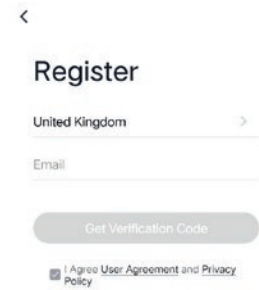 Register
United Kingdom
Email
Get Verification Code
I Agree User Agreement and Privacy
Policy